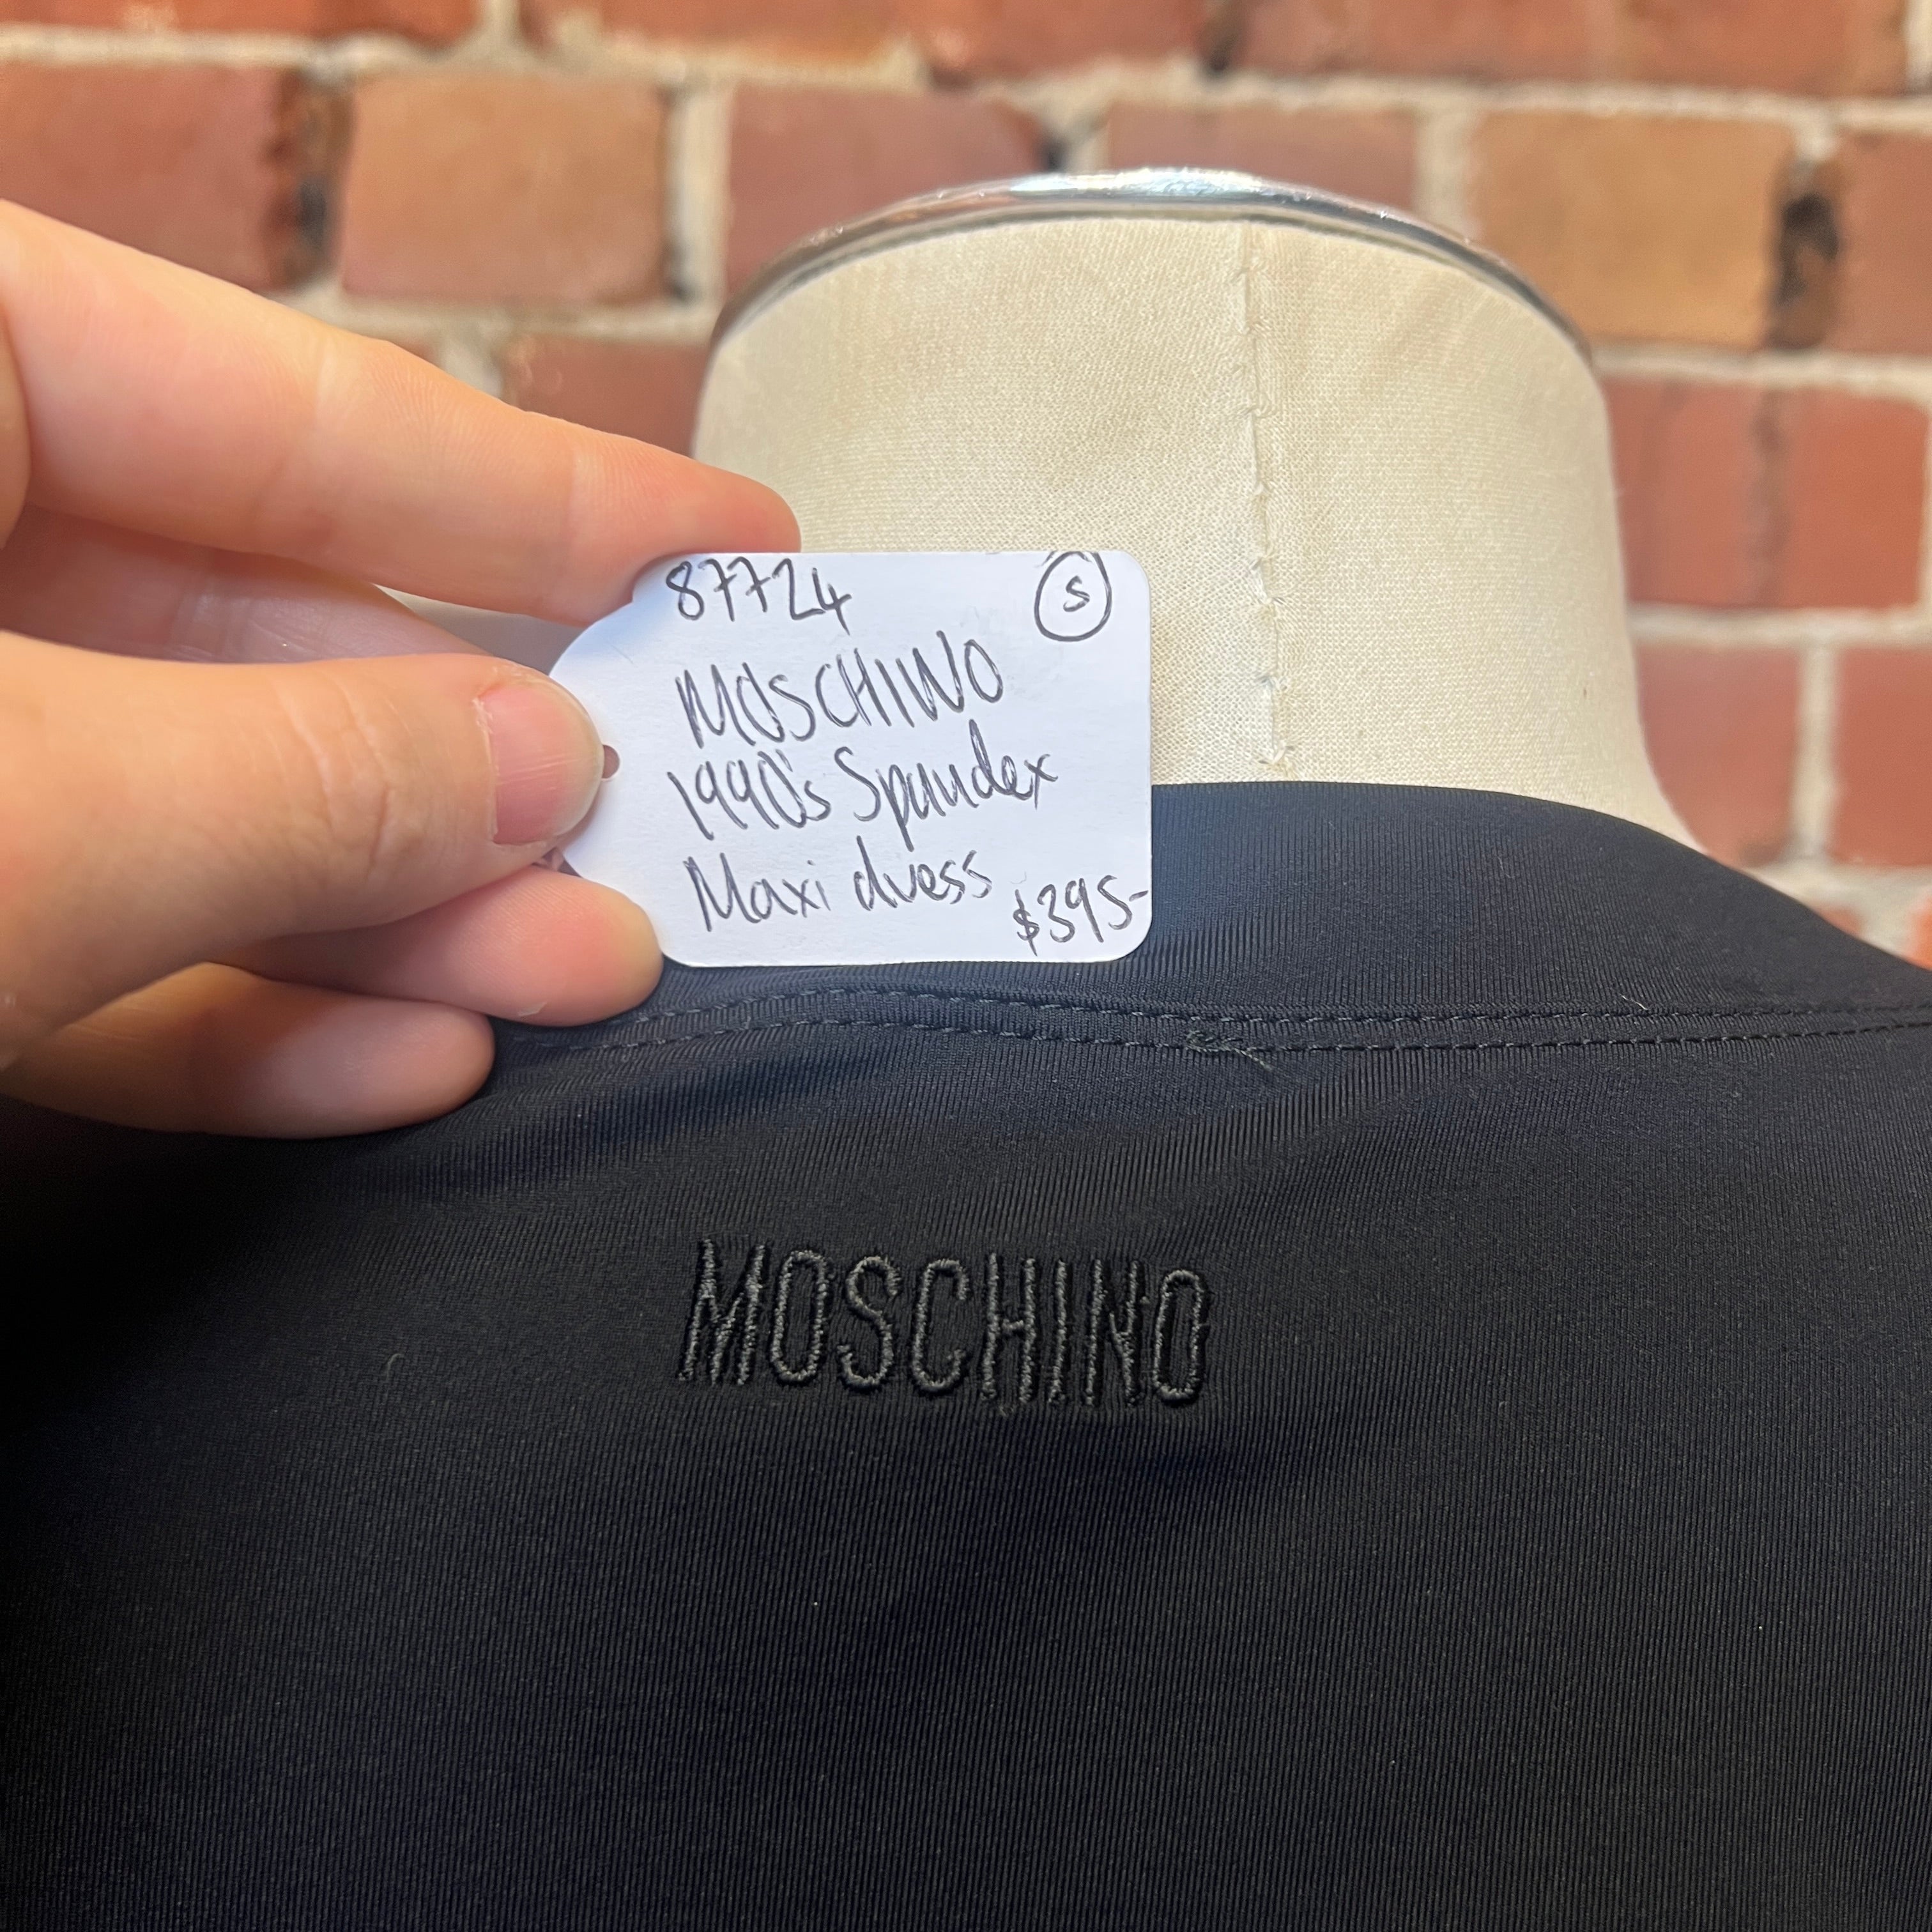 87724 S
MOSCHINO
1990's Spandex
Maxi dress
$395-
MOSCHINO